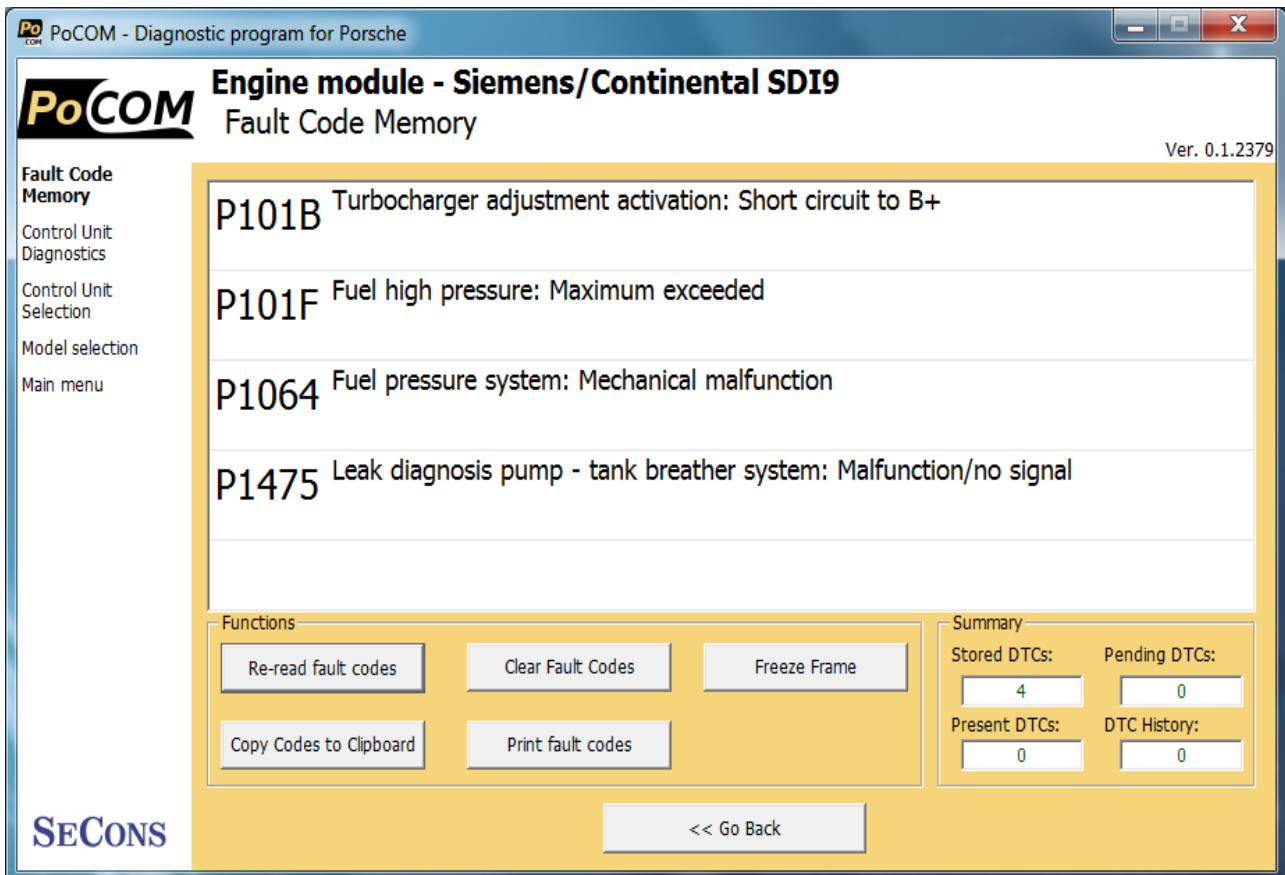 PoCOM - Diagnostic program for Porsche
PoCOM
Engine module - Siemens/Continental SDI9
Fault Code Memory
Ver. 0.1.2379
Fault Code
Memory
Control Unit
Diagnostics
Control Unit
Selection
Model selection
Main menu
P101B Turbocharger adjustment activation: Short circuit to B+
P101F Fuel high pressure: Maximum exceeded
P1064 Fuel pressure system: Mechanical malfunction
P1475 Leak diagnosis pump - tank breather system: Malfunction/no signal
Functions
Re-read fault codes
Clear Fault Codes
Freeze Frame
Copy Codes to Clipboard
Print fault codes
Summary
Stored DTCs:
Pending DTCs:
4
0
Present DTCs:
DTC History:
0
0
SECONS
<< Go Back